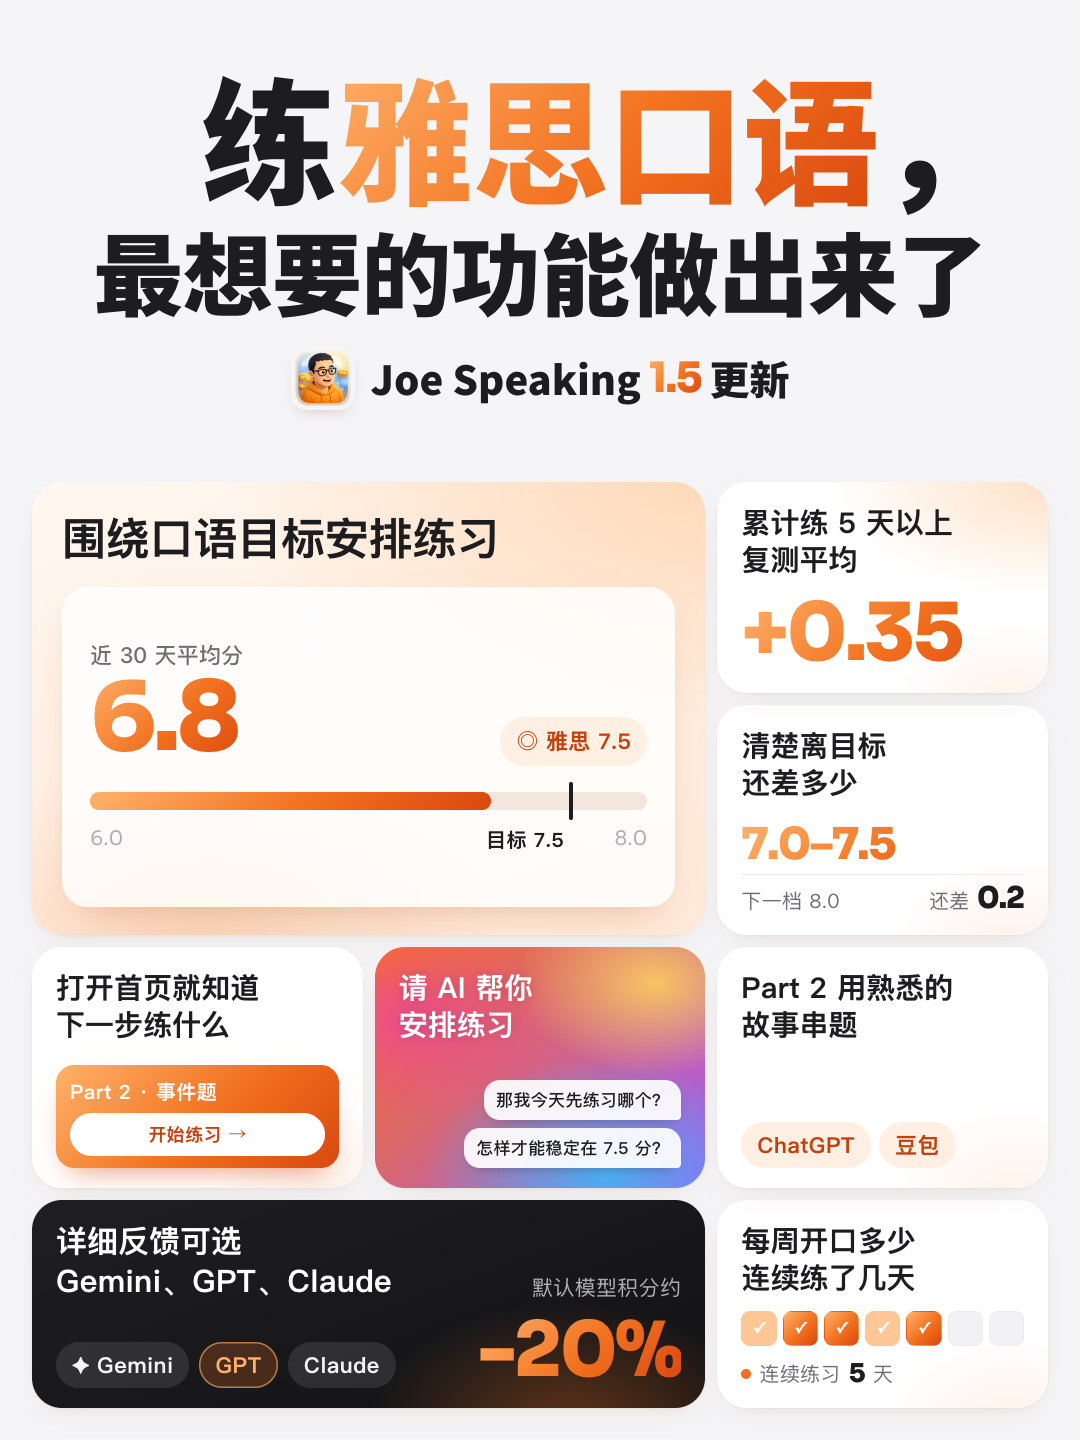 练雅思口语，
最想要的功能做出来了
Joe Speaking 1.5 更新
围绕口语目标安排练习
近 30 天平均分
6.8
◎ 雅思 7.5
6.0
目标 7.5
8.0
累计练 5 天以上
复测平均
+0.35
清楚离目标
还差多少
7.0–7.5
下一档 8.0
还差 0.2
打开首页就知道
下一步练什么
Part 2 · 事件题
开始练习 →
请 AI 帮你
安排练习
那我今天先练习哪个?
怎样才能稳定在 7.5 分?
Part 2 用熟悉的
故事串题
ChatGPT
豆包
详细反馈可选
Gemini、GPT、Claude
默认模型积分约
-20%
Gemini
GPT
Claude
每周开口多少
连续练了几天
✓ ✓ ✓ ✓ ✓
连续练习 5 天